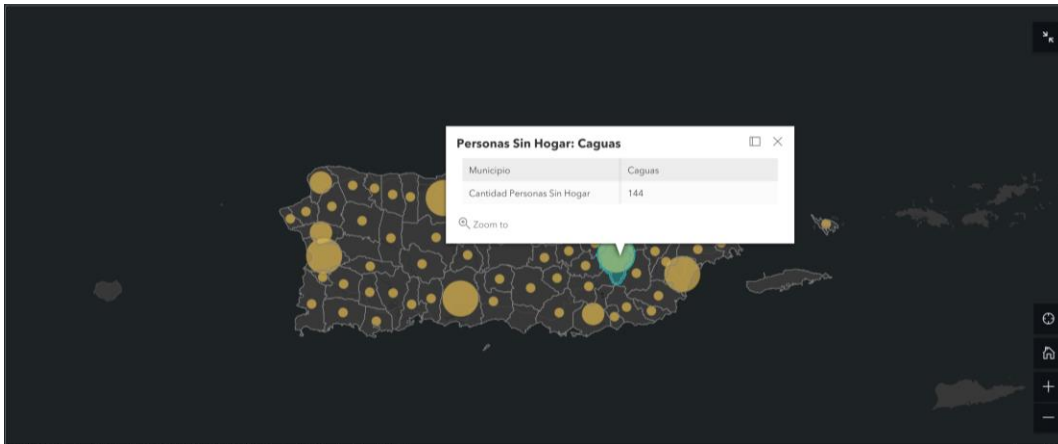 Personas Sin Hogar: Caguas
Municipio Caguas
Cantidad Personas Sin Hogar 144
Zoom to